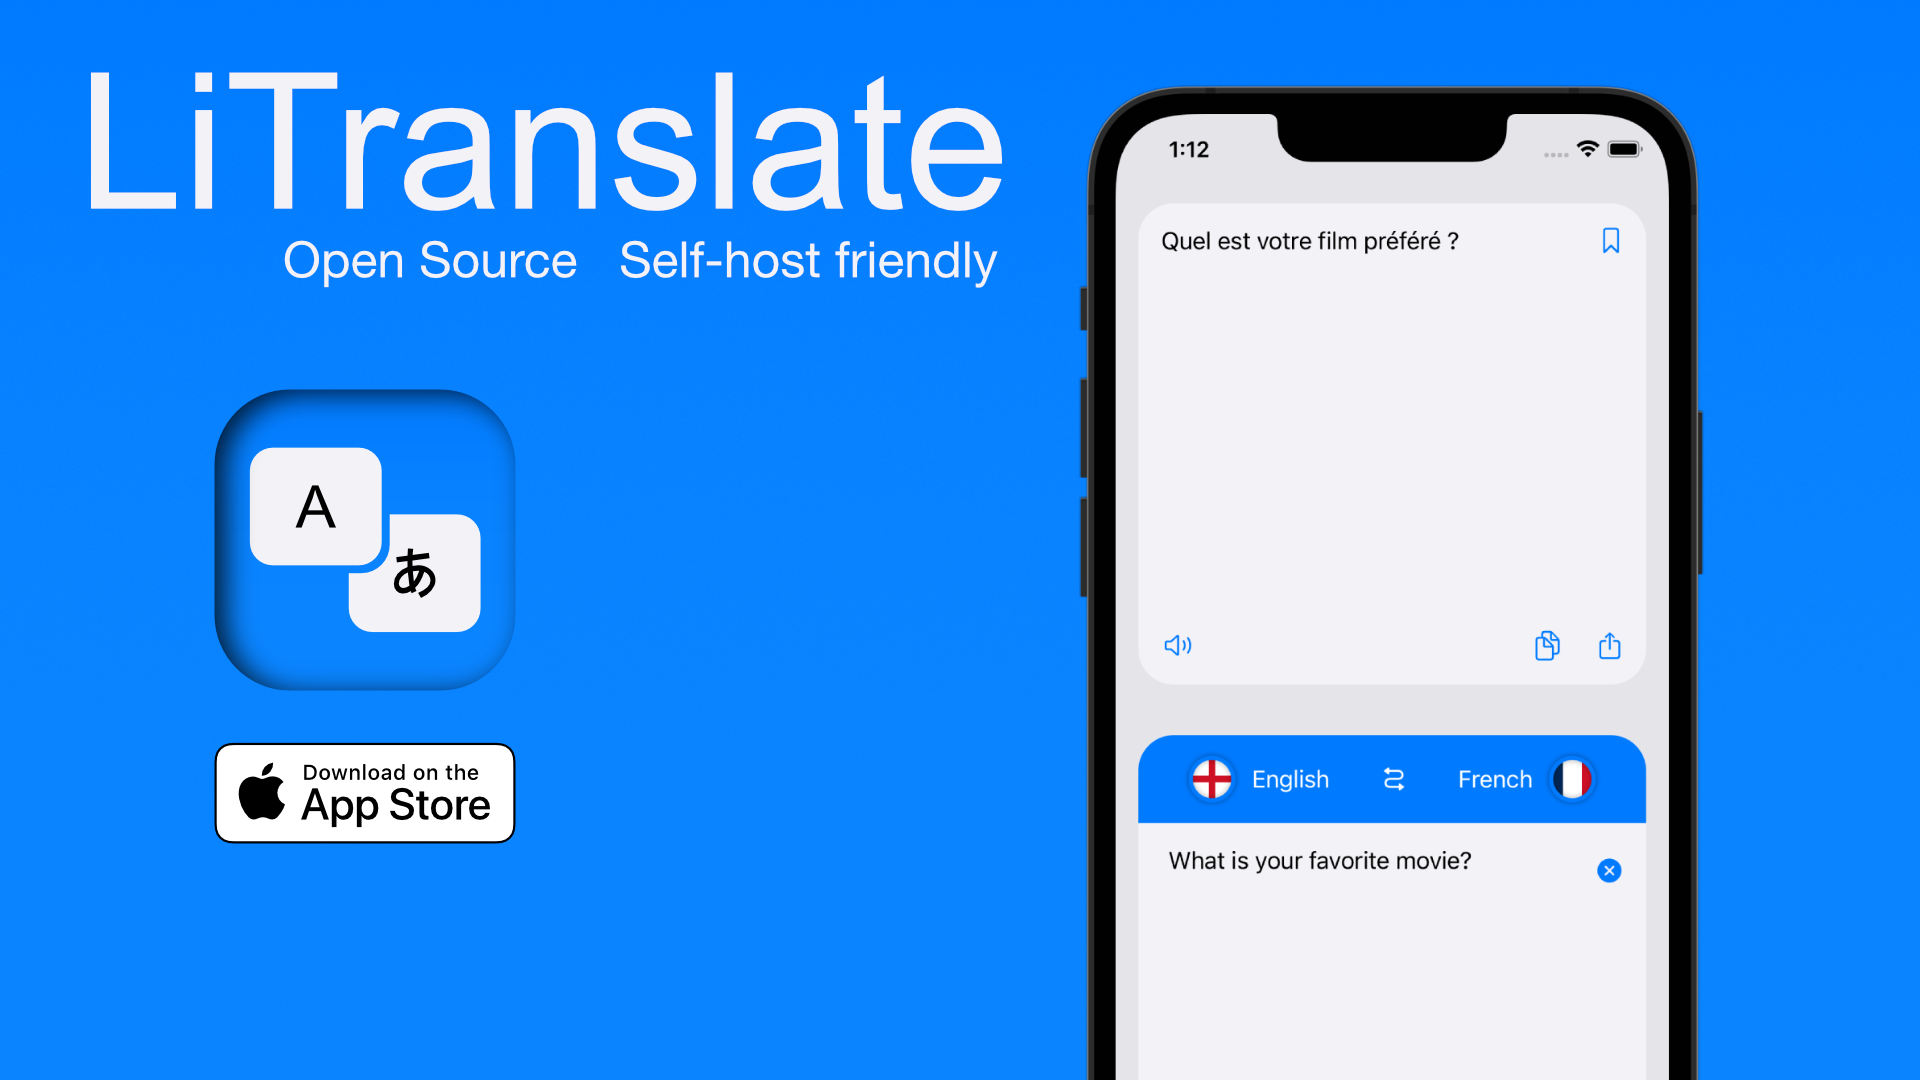 LiTranslate
Open Source Self-host friendly
A
あ
Download on the
App Store
1:12
Quel est votre film préféré ?
English French
What is your favorite movie?